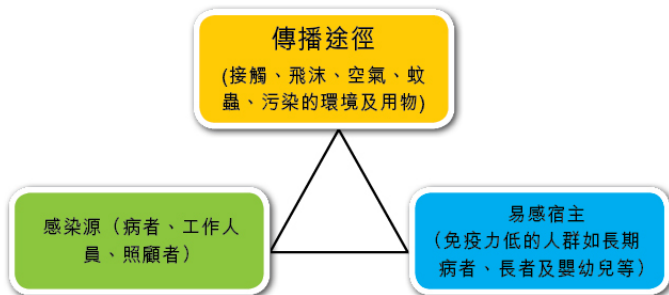 傳播途徑
(接觸、飛沫、空氣、蚊
蟲、污染的環境及用物)
感染源（病者、工作人
員、照顧者）
易感宿主
（免疫力低的人群如長期
病者、長者及嬰幼兒等）